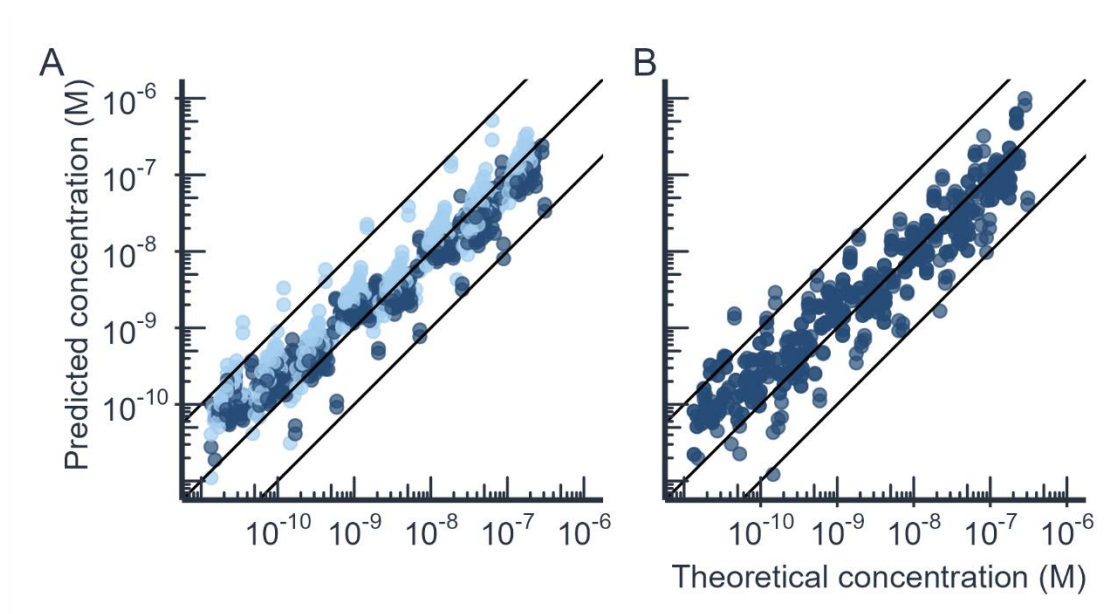 A
B
Predicted concentration (M)
10⁻⁶
10⁻⁷
10⁻⁸
10⁻⁹
10⁻¹⁰
10⁻¹⁰ 10⁻⁹ 10⁻⁸ 10⁻⁷ 10⁻⁶
10⁻¹⁰ 10⁻⁹ 10⁻⁸ 10⁻⁷ 10⁻⁶
Theoretical concentration (M)